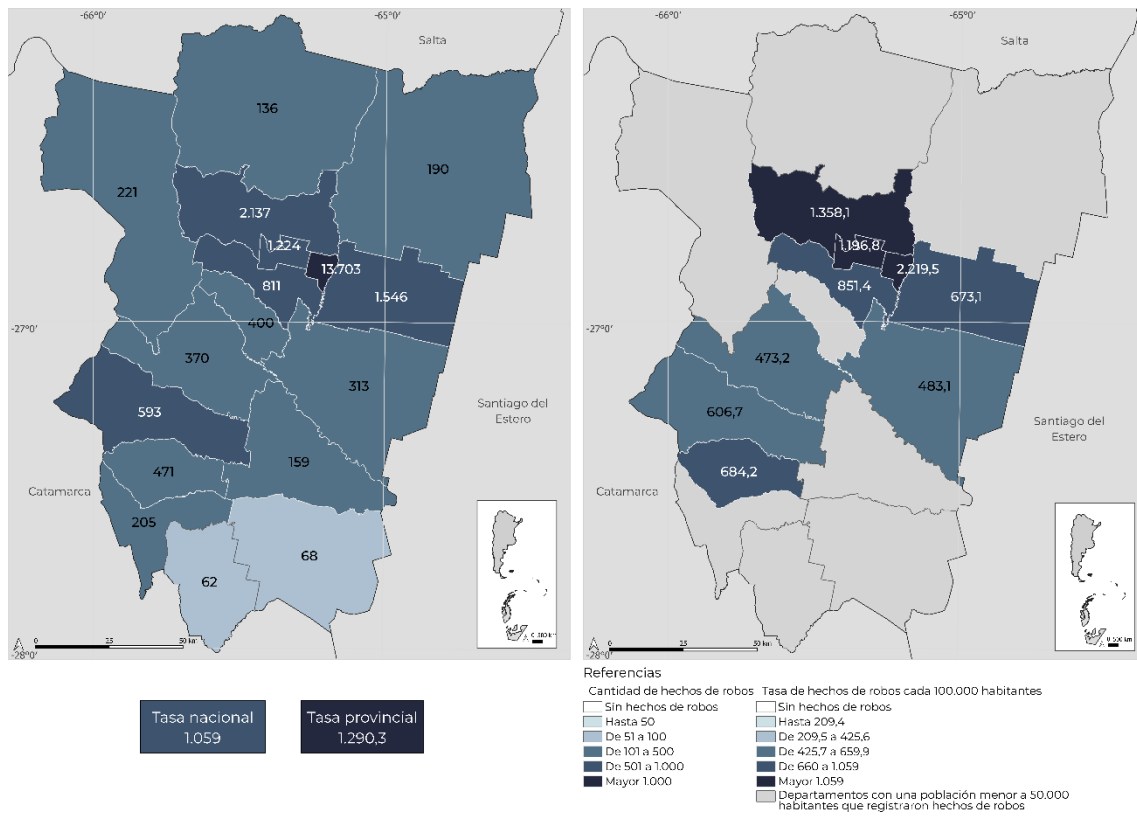 -66°0'
-65°0'
Salta
136
190
221
2.137
1.224
13.703
811
1.546
-27°0'
400
370
313
593
Santiago del
Estero
159
471
Catamarca
205
68
62
0 25 50 km
-28°0'
-66°0'
-65°0'
Salta
1.358,1
1.196,8
2.219,5
851,4
673,1
-27°0'
473,2
483,1
606,7
Santiago del
Estero
684,2
Catamarca
0 25 50 km
0 500 km
-28°0'
Tasa nacional
1.059
Tasa provincial
1.290,3
Referencias
Cantidad de hechos de robos
Sin hechos de robos
Hasta 50
De 51 a 100
De 101 a 500
De 501 a 1.000
Mayor 1.000
Tasa de hechos de robos cada 100.000 habitantes
Sin hechos de robos
Hasta 209,4
De 209,5 a 425,6
De 425,7 a 659,9
De 660 a 1.059
Mayor 1.059
Departamentos con una población menor a 50.000
habitantes que registraron hechos de robos